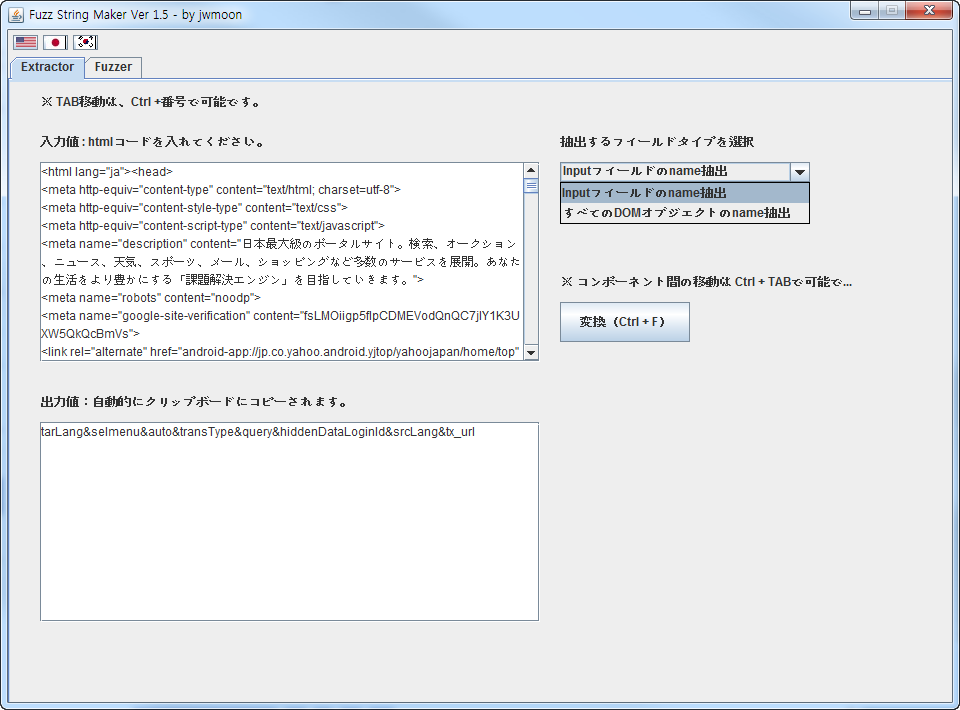 Fuzz String Maker Ver 1.5 - by jwmoon
Extractor
Fuzzer
※ TAB移動は、Ctrl +番号で可能です。
入力値 : htmlコードを入れてください。
抽出するフィールドタイプを選択
<html lang="ja"><head>
<meta http-equiv="content-type" content="text/html; charset=utf-8">
<meta http-equiv="content-style-type" content="text/css">
<meta http-equiv="content-script-type" content="text/javascript">
<meta name="description" content="日本最大級のポータルサイト。検索、オークション
、ニュース、天気、スポーツ、メール、ショッピングなど多数のサービスを展開。あなた
の生活をより豊かにする「課題解決エンジン」を目指していきます。">
<meta name="robots" content="noodp">
<meta name="google-site-verification" content="fsLMOiigp5fIpCDMEVodQnQC7jIY1K3U
XW5QkQcBmVs">
<link rel="alternate" href="android-app://jp.co.yahoo.android.yjtop/yahoojapan/home/top"
Inputフィールドのname抽出
Inputフィールドのname抽出
すべてのDOMオブジェクトのname抽出
※ コンポーネント間の移動は Ctrl + TABで可能で...
変換（Ctrl + F）
出力値：自動的にクリップボードにコピーされます。
tarLang&selmenu&auto&transType&query&hiddenDataLoginId&srcLang&tx_url